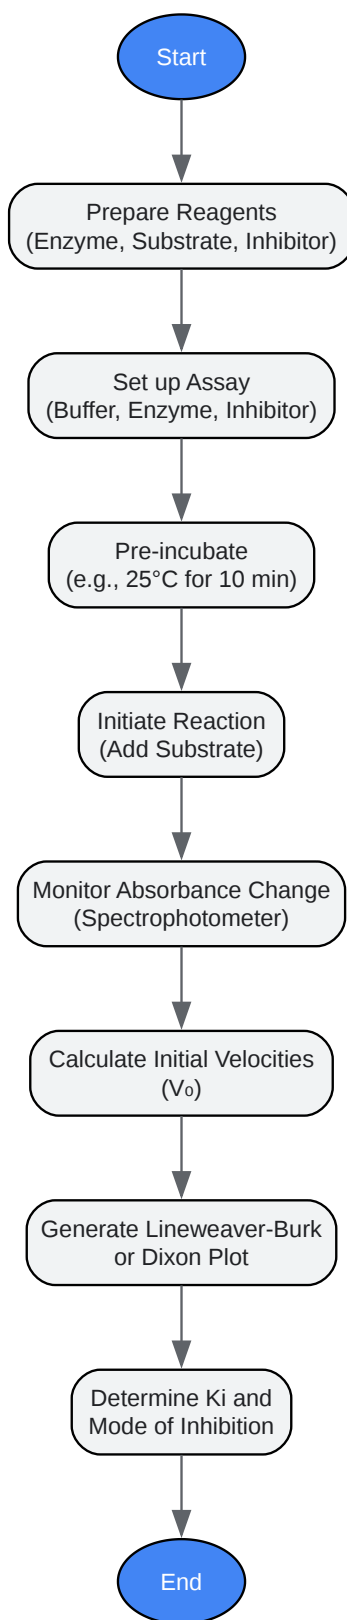 Start
Prepare Reagents
(Enzyme, Substrate, Inhibitor)
Set up Assay
(Buffer, Enzyme, Inhibitor)
Pre-incubate
(e.g., 25°C for 10 min)
Initiate Reaction
(Add Substrate)
Monitor Absorbance Change
(Spectrophotometer)
Calculate Initial Velocities
(V₀)
Generate Lineweaver-Burk
or Dixon Plot
Determine Ki and
Mode of Inhibition
End